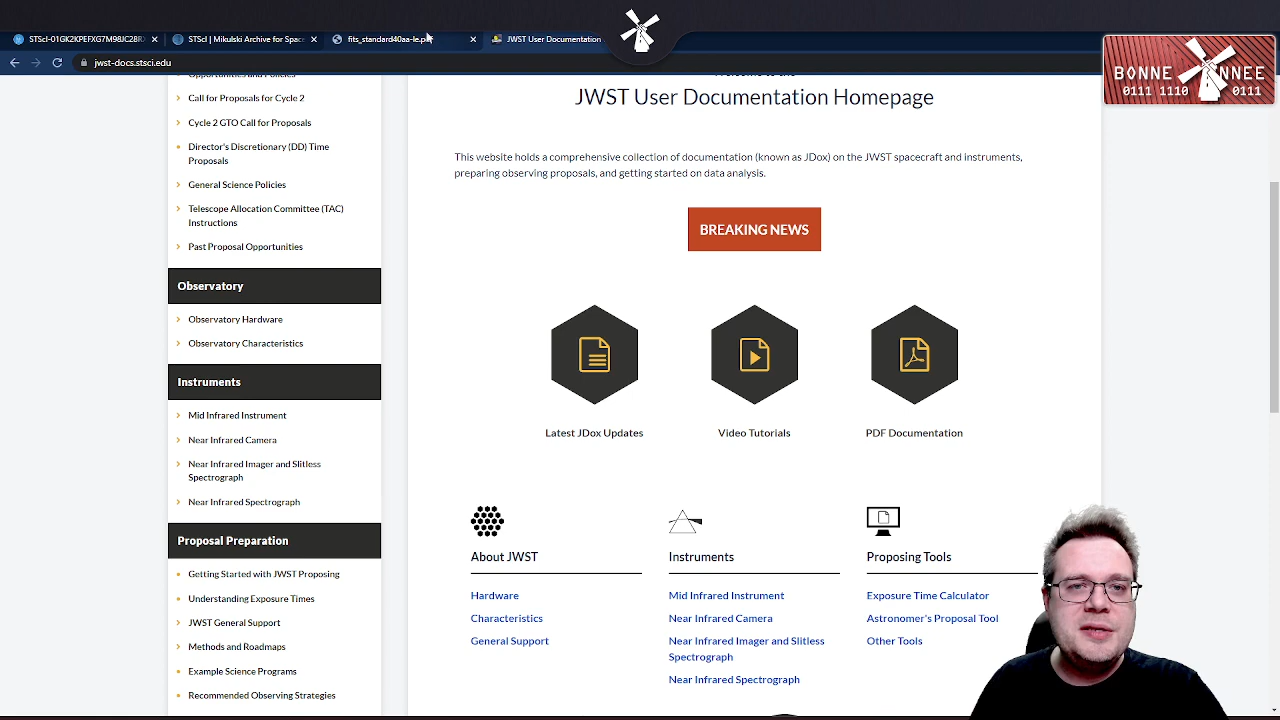 STScI-01GK2KPEFXG7M98JC28R
STScI | Mikulski Archive for Spac
fits_standard40aa-le.p
JWST User Documentation
jwst-docs.stsci.edu
BONNE NNEE
0111 1110 0111
Opportunities and Policies
Call for Proposals for Cycle 2
Cycle 2 GTO Call for Proposals
Director's Discretionary (DD) Time
Proposals
General Science Policies
Telescope Allocation Committee (TAC)
Instructions
Past Proposal Opportunities
Observatory
Observatory Hardware
Observatory Characteristics
Instruments
Mid Infrared Instrument
Near Infrared Camera
Near Infrared Imager and Slitless
Spectrograph
Near Infrared Spectrograph
Proposal Preparation
Getting Started with JWST Proposing
Understanding Exposure Times
JWST General Support
Methods and Roadmaps
Example Science Programs
Recommended Observing Strategies
JWST User Documentation Homepage
This website holds a comprehensive collection of documentation (known as JDox) on the JWST spacecraft and instruments,
preparing observing proposals, and getting started on data analysis.
BREAKING NEWS
Latest JDox Updates
Video Tutorials
PDF Documentation
About JWST
Hardware
Characteristics
General Support
Instruments
Mid Infrared Instrument
Near Infrared Camera
Near Infrared Imager and Slitless
Spectrograph
Near Infrared Spectrograph
Proposing Tools
Exposure Time Calculator
Astronomer's Proposal Tool
Other Tools